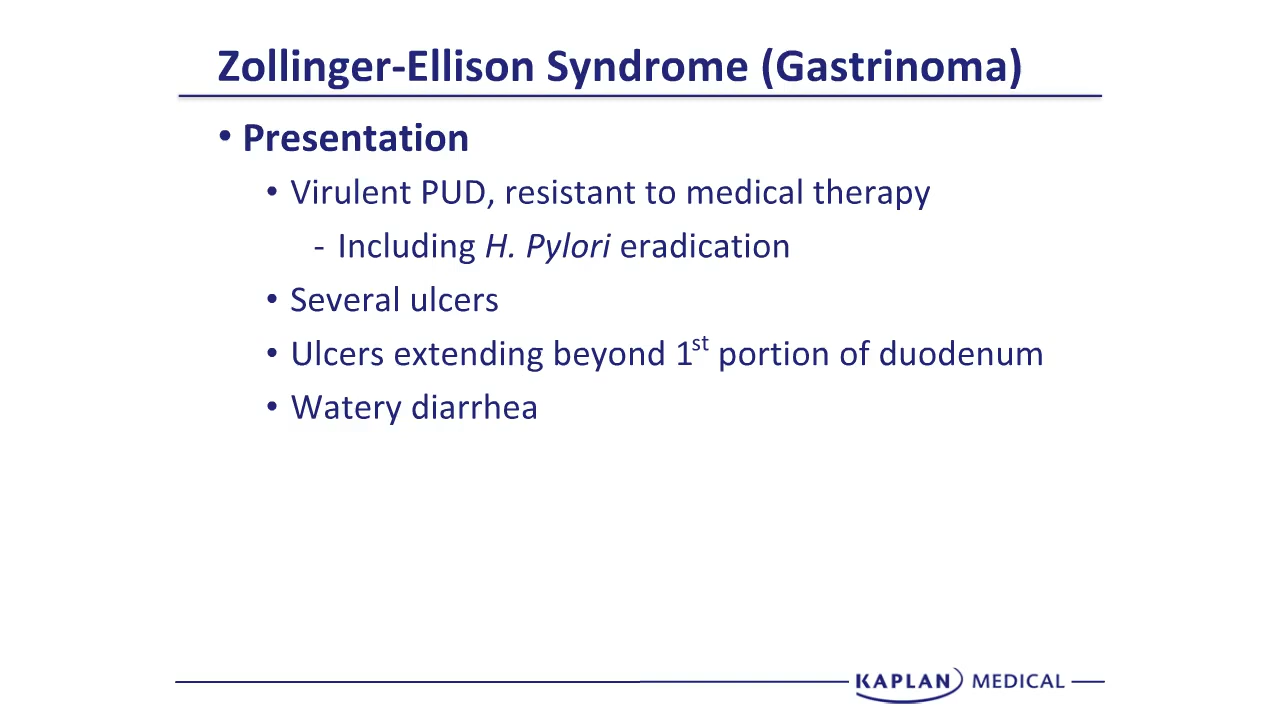 Zollinger-Ellison Syndrome (Gastrinoma)
• Presentation
• Virulent PUD, resistant to medical therapy
- Including H. Pylori eradication
• Several ulcers
• Ulcers extending beyond 1st portion of duodenum
• Watery diarrhea
KAPLAN MEDICAL